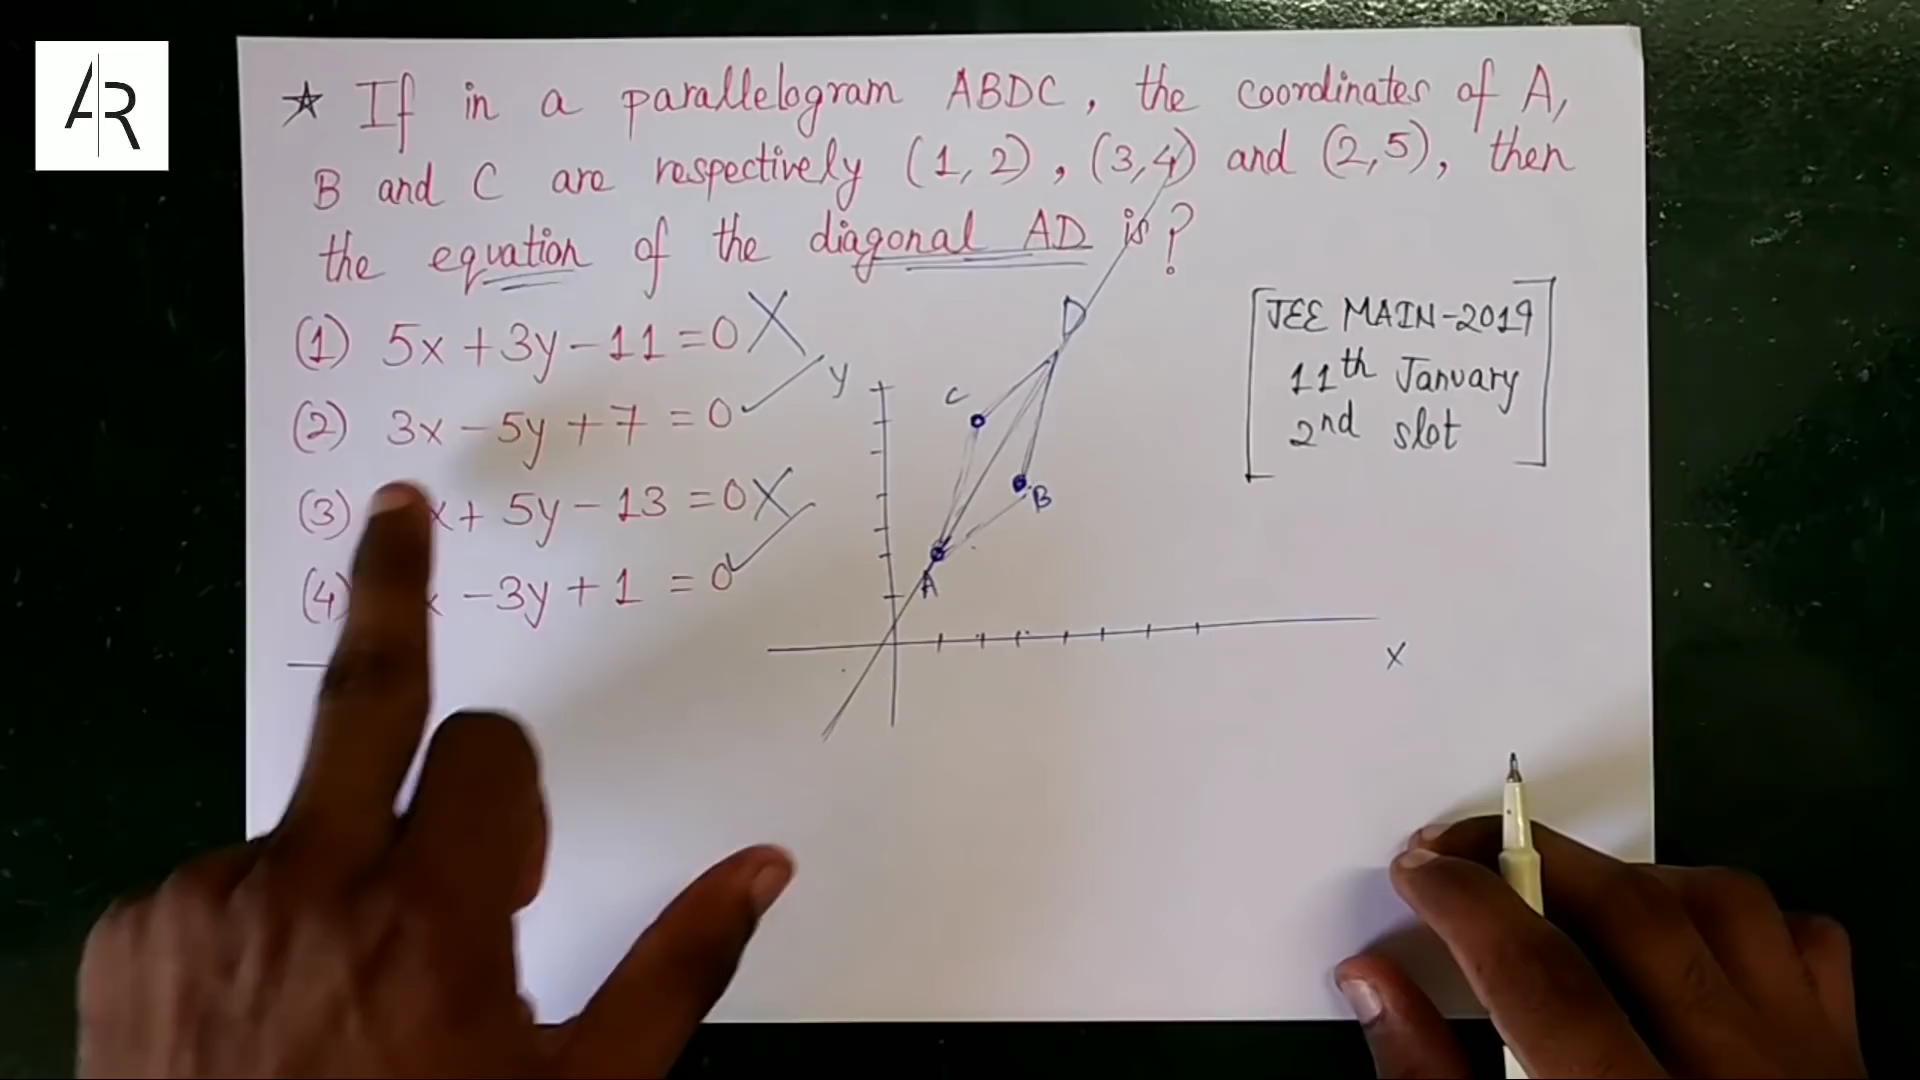 AR
☆ If in a parallelogram ABDC, the coordinates of A,
B and C are respectively (1,2), (3,4) and (2,5), then
the equation of the diagonal AD is?
(1) 5x + 3y - 11 = 0 X
(2) 3x - 5y + 7 = 0 ✓
(3) x + 5y - 13 = 0 X
(4) - 3y + 1 = 0 ✓
JEE MAIN-2019
11th January
2nd slot
y
D
C
B
A
x